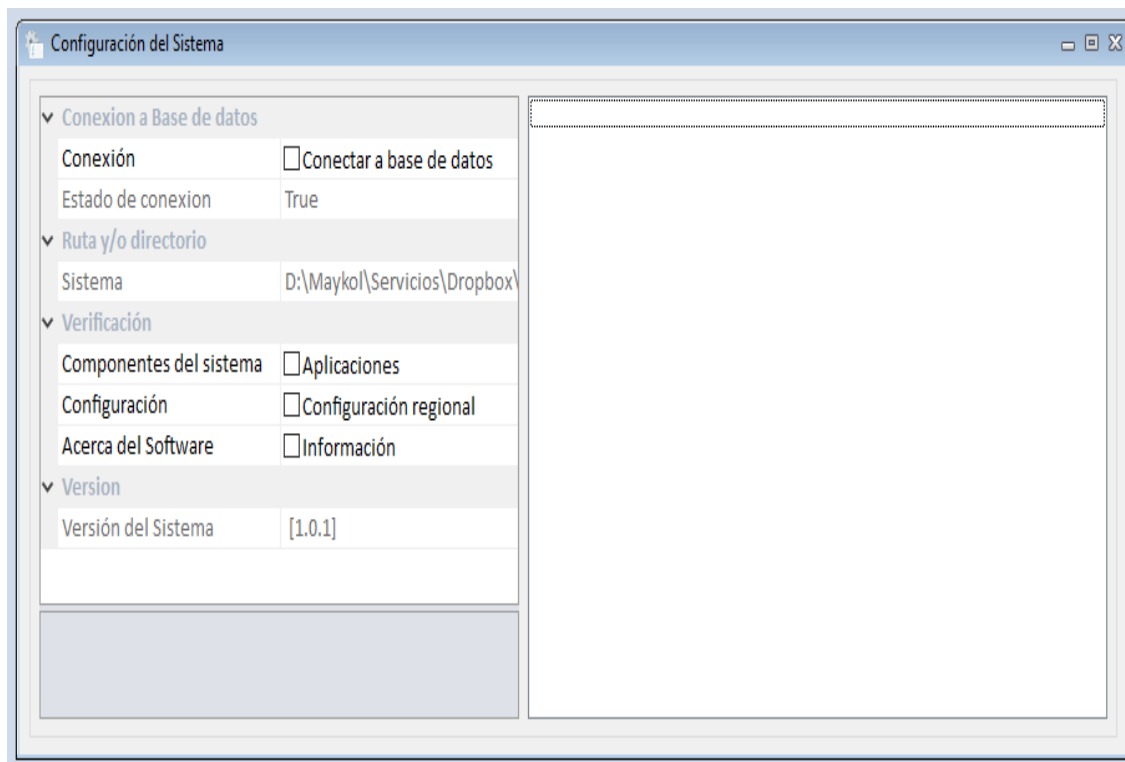 Configuración del Sistema
Conexion a Base de datos
Conexión Conectar a base de datos
Estado de conexion True
Ruta y/o directorio
Sistema D:\Maykol\Servicios\Dropbox\
Verificación
Componentes del sistema Aplicaciones
Configuración Configuración regional
Acerca del Software Información
Version
Versión del Sistema [1.0.1]